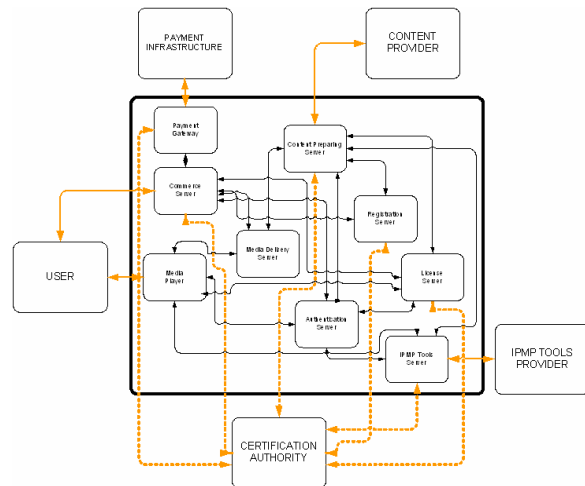 PAYMENT
INFRASTRUCTURE
CONTENT
PROVIDER
Payment
Gateway
Content Preparing
Server
Commerce
Server
Registration
Server
Media Delivery
Server
USER
Media
Player
License
Server
Authentication
Server
IPMP Tools
Server
IPMP TOOLS
PROVIDER
CERTIFICATION
AUTHORITY